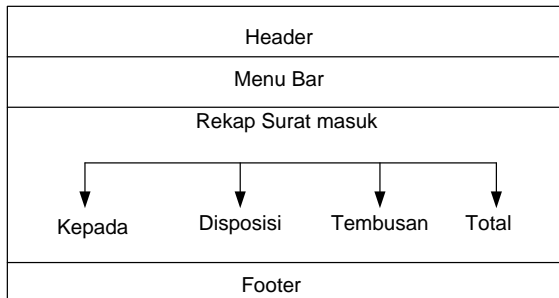 Header
Menu Bar
Rekap Surat masuk
Kepada Disposisi Tembusan Total
Footer